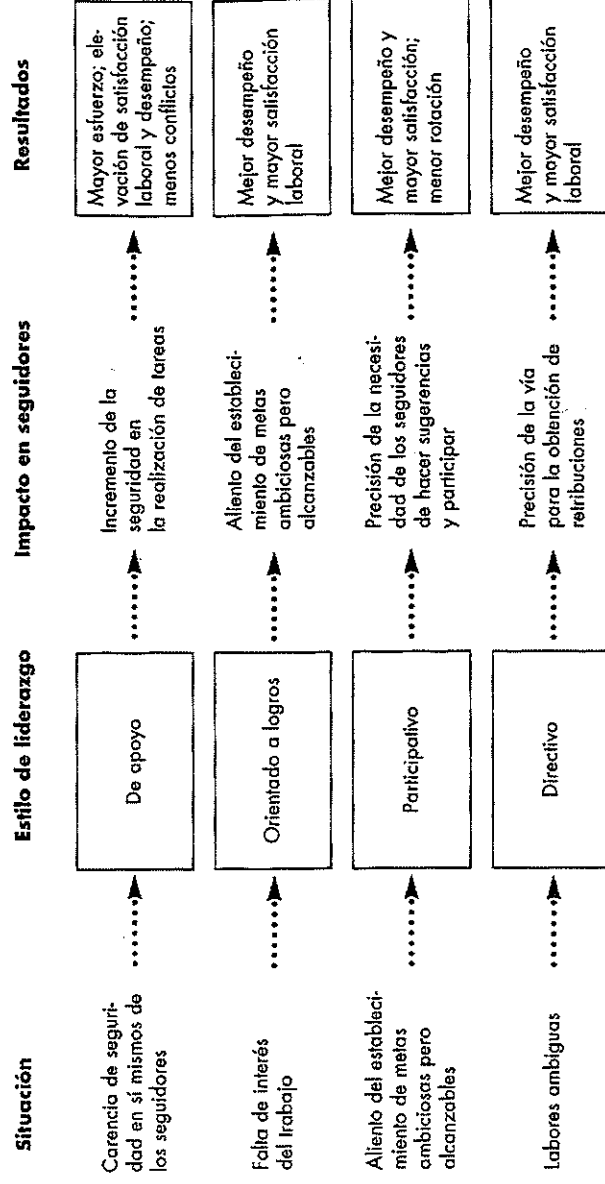 Situación
Estilo de liderazgo
Impacto en seguidores
Resultados
Carencia de seguri-
dad en sí mismos de
los seguidores
De apoyo
Incremento de la
seguridad en
la realización de tareas
Mayor esfuerzo; ele-
vación de satisfacción
laboral y desempeño;
menos conflictos
Falta de interés
del trabajo
Orientado a logros
Aliento del estableci-
miento de metas
ambiciosas pero
alcanzables
Mejor desempeño
y mayor satisfacción
laboral
Aliento del estableci-
miento de metas
ambiciosas pero
alcanzables
Participativo
Precisión de la necesi-
dad de los seguidores
de hacer sugerencias
y participar
Mejor desempeño y
mayor satisfacción;
menor rotación
Labores ambiguas
Directivo
Precisión de la vía
para la obtención de
retribuciones
Mejor desempeño
y mayor satisfacción
laboral